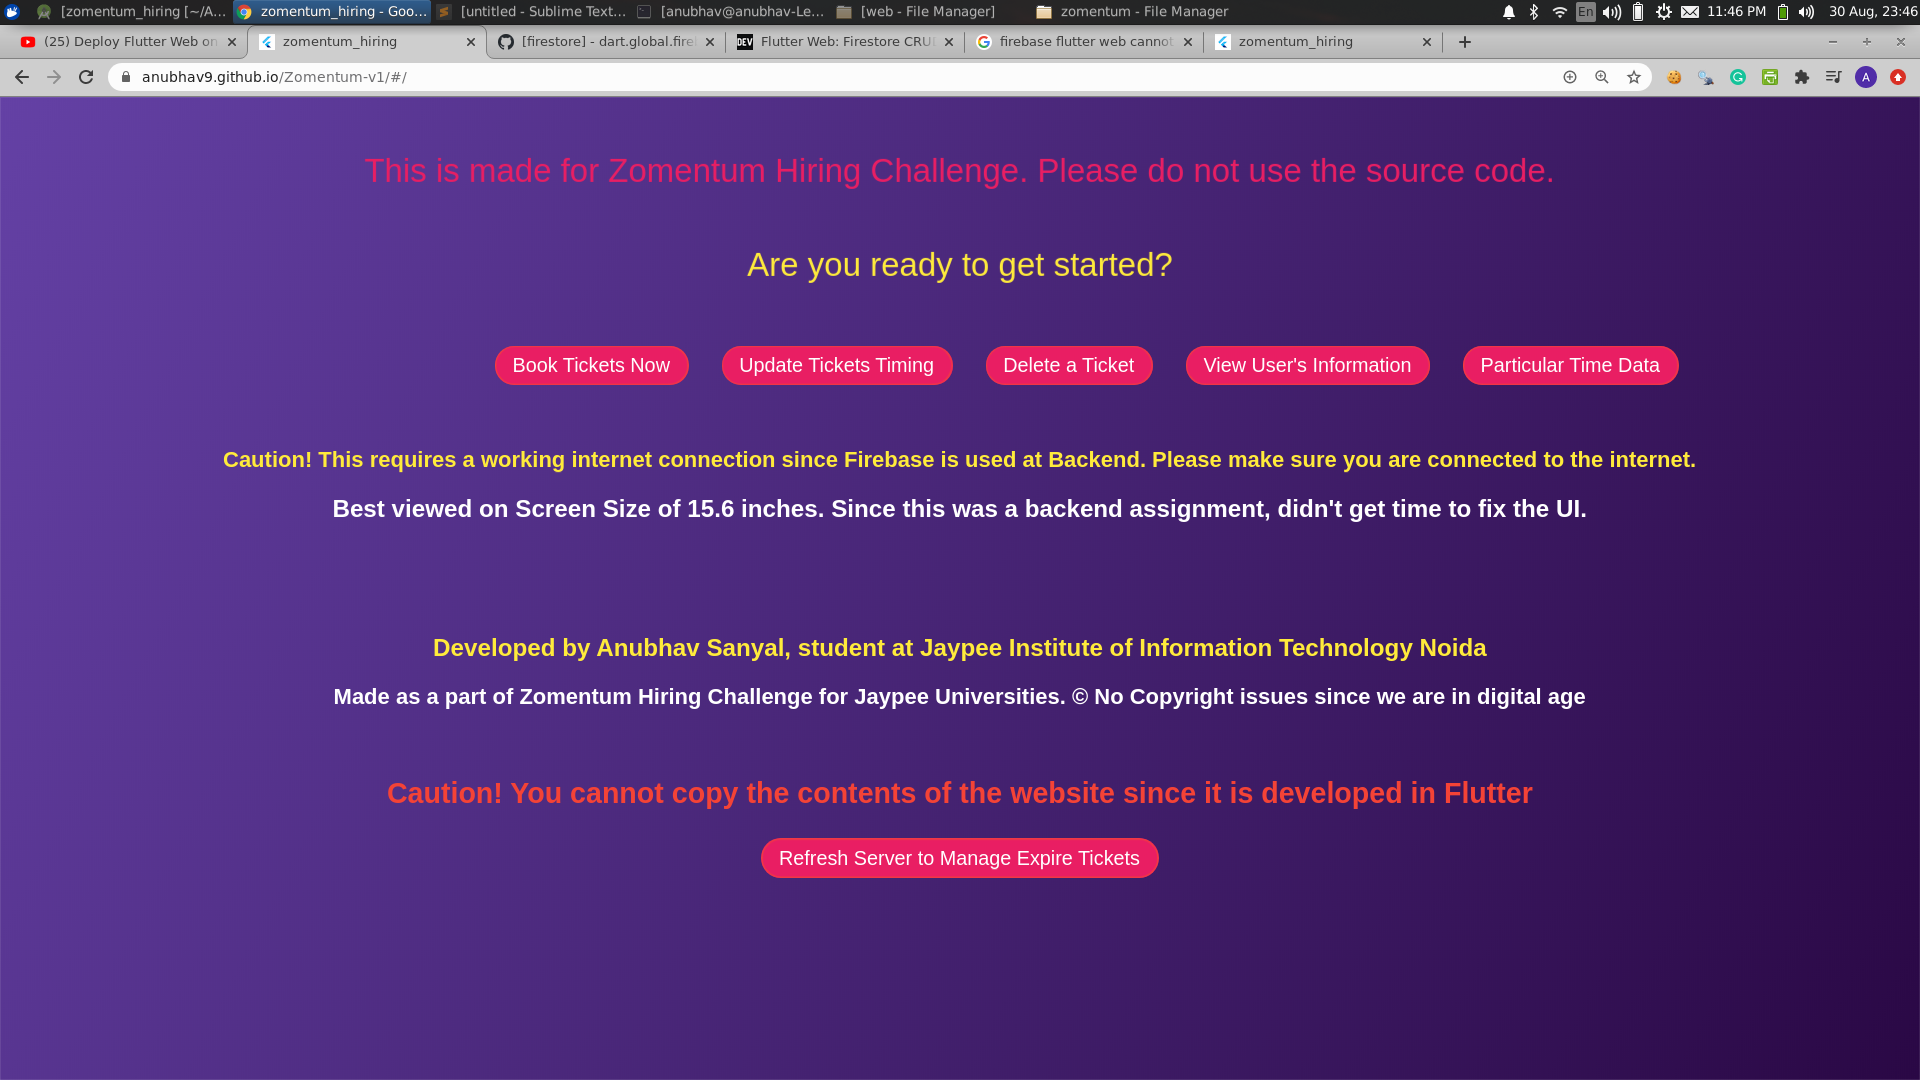 [zomentum_hiring [~/A... zomentum_hiring - Goo... [untitled - Sublime Text... [anubhav@anubhav-Le... [web - File Manager] zomentum - File Manager En 11:46 PM 30 Aug, 23:46
(25) Deploy Flutter Web on zomentum_hiring [firestore] - dart.global.fire DEV Flutter Web: Firestore CRU firebase flutter web cannot zomentum_hiring
anubhav9.github.io/Zomentum-v1/#/ A
This is made for Zomentum Hiring Challenge. Please do not use the source code.
Are you ready to get started?
Book Tickets Now Update Tickets Timing Delete a Ticket View User's Information Particular Time Data
Caution! This requires a working internet connection since Firebase is used at Backend. Please make sure you are connected to the internet.
Best viewed on Screen Size of 15.6 inches. Since this was a backend assignment, didn't get time to fix the UI.
Developed by Anubhav Sanyal, student at Jaypee Institute of Information Technology Noida
Made as a part of Zomentum Hiring Challenge for Jaypee Universities. © No Copyright issues since we are in digital age
Caution! You cannot copy the contents of the website since it is developed in Flutter
Refresh Server to Manage Expire Tickets